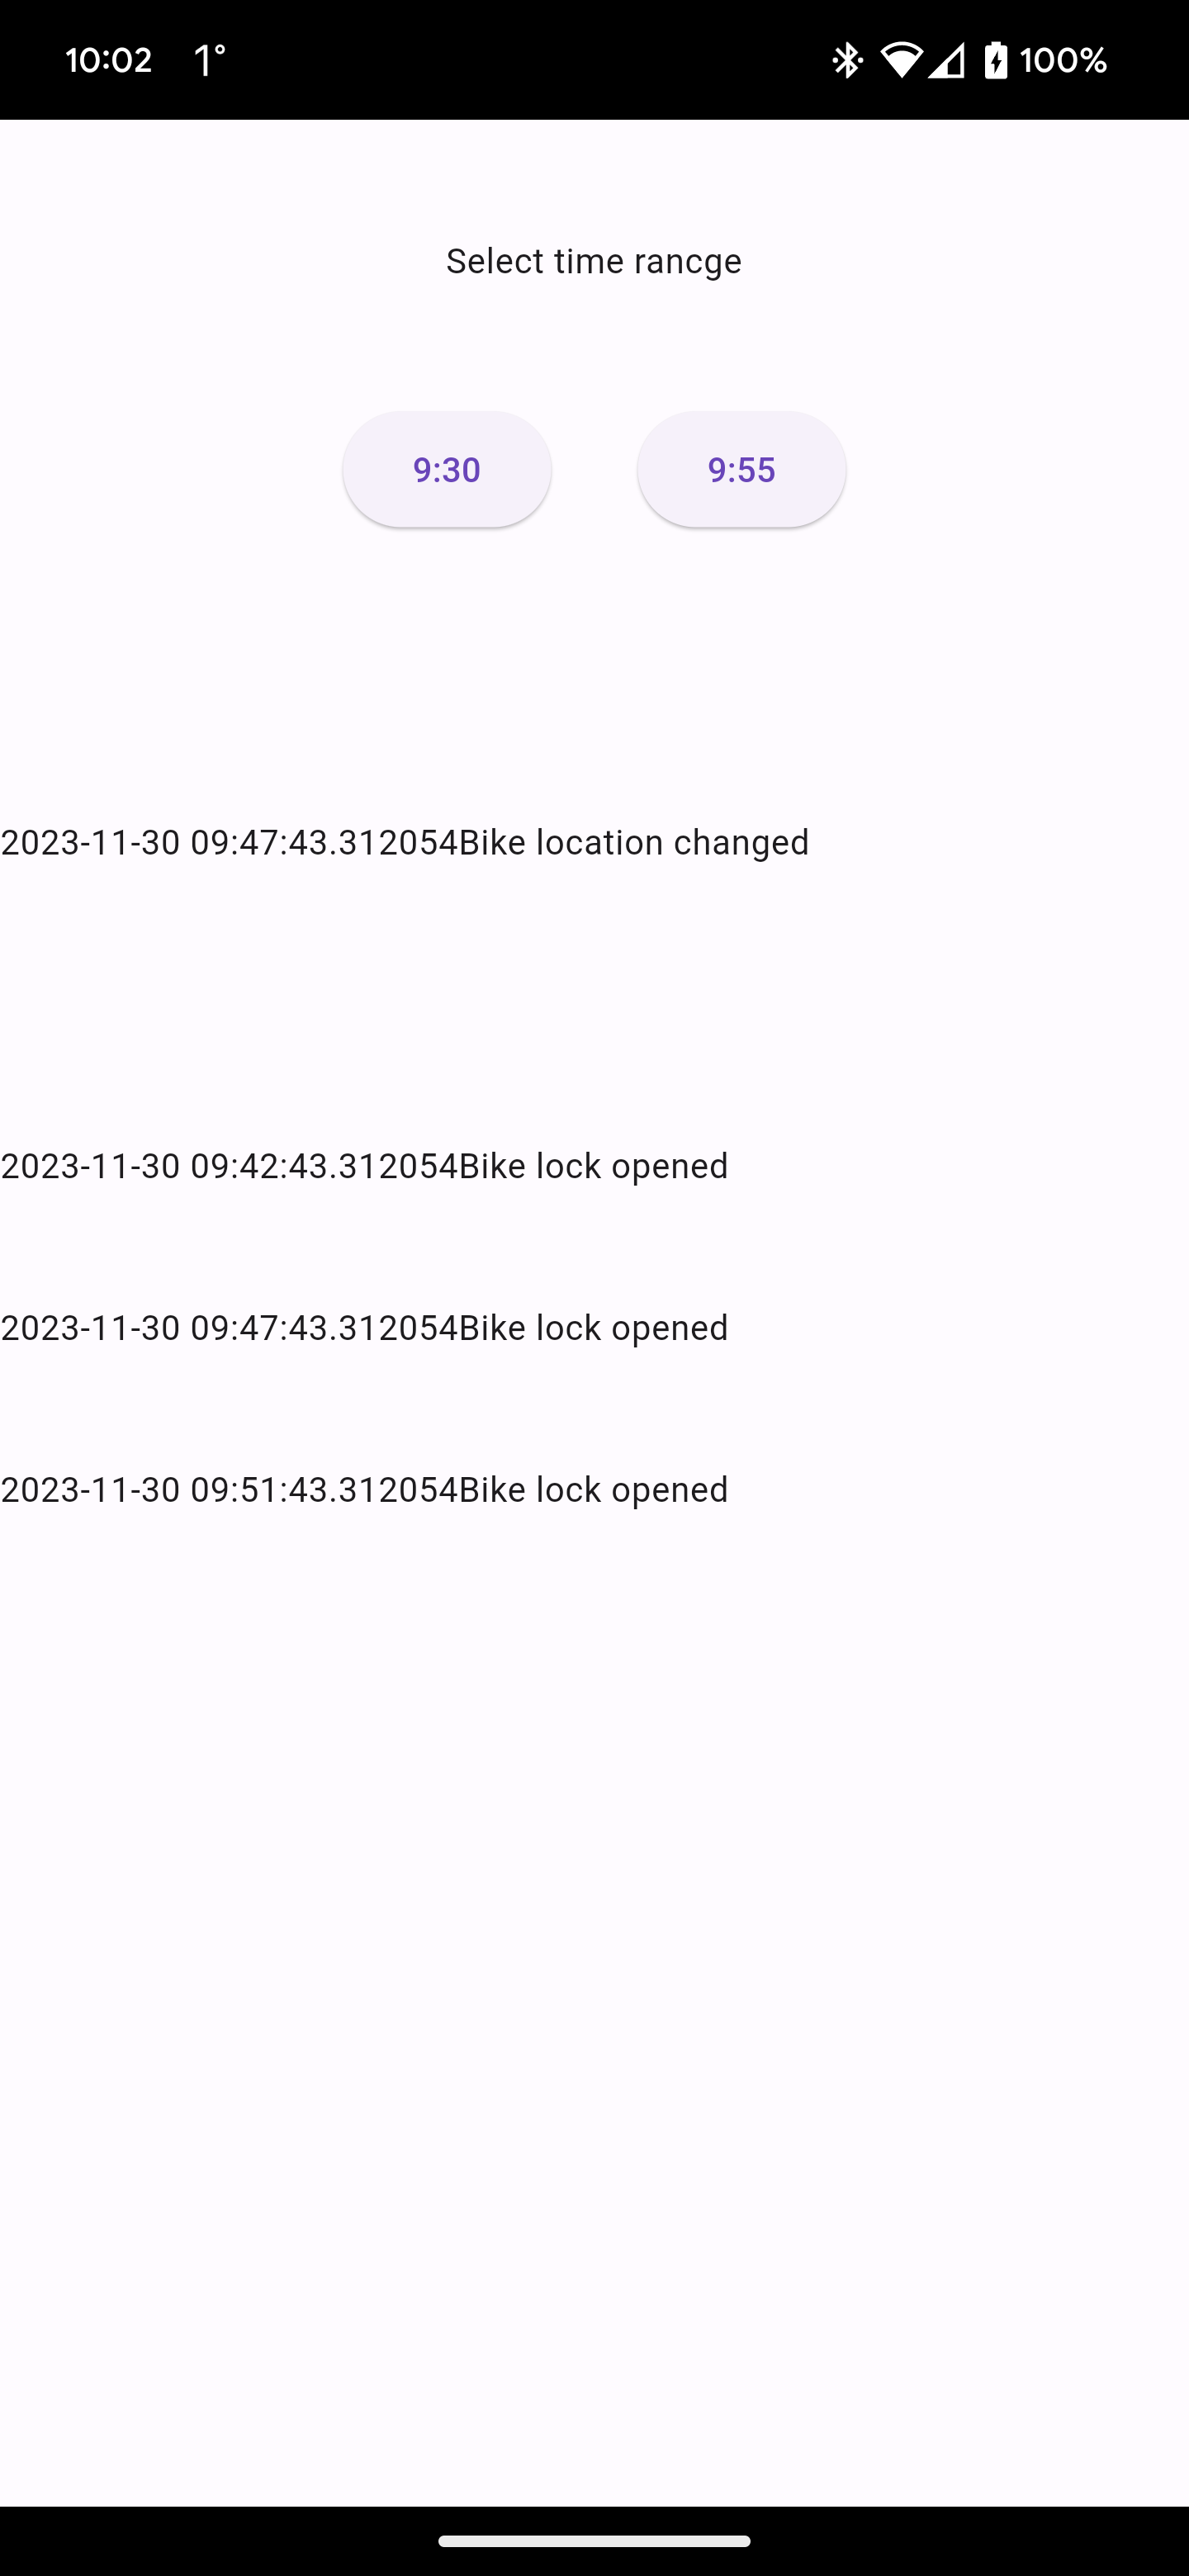 10:02 1° 100%
Select time rancge
9:30 9:55
2023-11-30 09:47:43.312054Bike location changed
2023-11-30 09:42:43.312054Bike lock opened
2023-11-30 09:47:43.312054Bike lock opened
2023-11-30 09:51:43.312054Bike lock opened